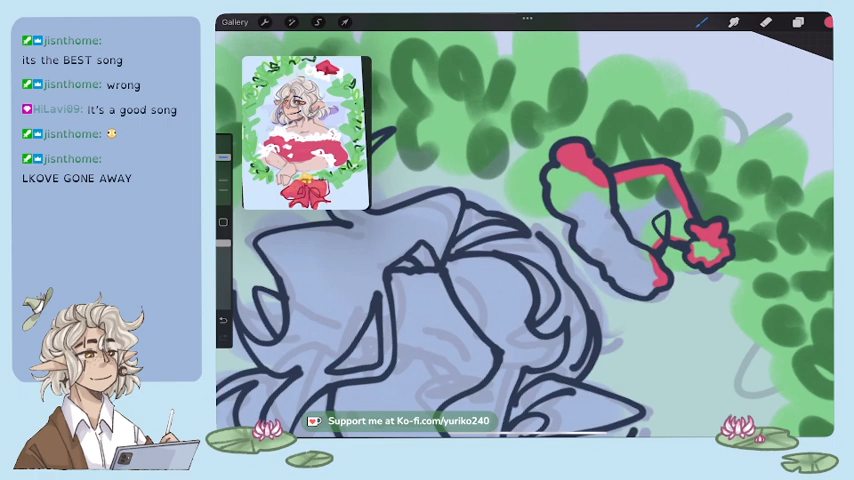 Gallery
jisnthome:
its the BEST song
jisnthome: wrong
HiLavi09: It's a good song
jisnthome:
jisnthome:
LKOVE GONE AWAY
Support me at Ko-fi.com/yuriko240